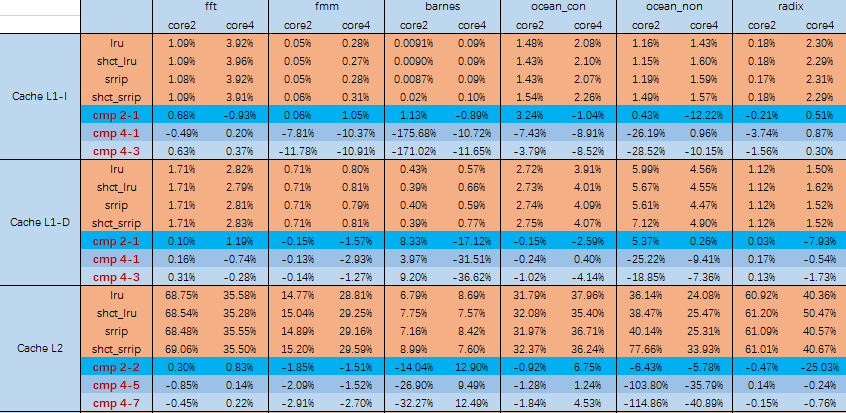 fft fmm barnes ocean_con ocean_non radix
core2 core4 core2 core4 core2 core4 core2 core4 core2 core4 core2 core4
Cache L1-I
lru 1.09% 3.92% 0.05% 0.28% 0.0091% 0.09% 1.48% 2.08% 1.16% 1.43% 0.18% 2.30%
shct_lru 1.09% 3.96% 0.05% 0.27% 0.0090% 0.09% 1.43% 2.10% 1.15% 1.60% 0.18% 2.29%
srrip 1.08% 3.92% 0.05% 0.28% 0.0087% 0.09% 1.43% 2.07% 1.19% 1.59% 0.17% 2.31%
shct_srrip 1.09% 3.91% 0.06% 0.31% 0.02% 0.10% 1.54% 2.26% 1.49% 1.57% 0.18% 2.29%
cmp 2-1 0.68% -0.93% 0.06% 1.05% 1.13% -0.89% 3.24% -1.04% 0.43% -12.22% -0.21% 0.51%
cmp 4-1 -0.49% 0.20% -7.81% -10.37% -175.68% -10.72% -7.43% -8.91% -26.19% 0.96% -3.74% 0.87%
cmp 4-3 0.63% 0.37% -11.78% -10.91% -171.02% -11.65% -3.79% -8.52% -28.52% -10.15% -1.56% 0.30%
Cache L1-D
lru 1.71% 2.82% 0.71% 0.80% 0.43% 0.57% 2.72% 3.91% 5.99% 4.56% 1.12% 1.50%
shct_lru 1.71% 2.79% 0.71% 0.81% 0.39% 0.66% 2.73% 4.01% 5.67% 4.55% 1.12% 1.62%
srrip 1.71% 2.81% 0.71% 0.79% 0.40% 0.59% 2.74% 4.09% 5.61% 4.47% 1.12% 1.52%
shct_srrip 1.71% 2.83% 0.71% 0.81% 0.39% 0.77% 2.75% 4.07% 7.12% 4.90% 1.12% 1.52%
cmp 2-1 0.10% 1.19% -0.15% -1.57% 8.33% -17.12% -0.15% -2.59% 5.37% 0.26% 0.03% -7.93%
cmp 4-1 0.16% -0.74% -0.13% -2.93% 3.97% -31.51% -0.24% 0.40% -25.22% -9.41% 0.17% -0.54%
cmp 4-3 0.31% -0.28% -0.14% -1.27% 9.20% -36.62% -1.02% -4.14% -18.85% -7.36% 0.13% -1.73%
Cache L2
lru 68.75% 35.58% 14.77% 28.81% 6.79% 8.69% 31.79% 37.96% 36.14% 24.08% 60.92% 40.36%
shct_lru 68.54% 35.28% 15.04% 29.25% 7.75% 7.57% 32.08% 35.40% 38.47% 25.47% 61.20% 50.47%
srrip 68.48% 35.55% 14.89% 29.16% 7.16% 8.42% 31.97% 36.71% 40.14% 25.31% 61.09% 40.57%
shct_srrip 69.06% 35.50% 15.20% 29.59% 8.99% 7.60% 32.37% 36.24% 77.66% 33.93% 61.01% 40.67%
cmp 2-2 0.30% 0.83% -1.85% -1.51% -14.04% 12.90% -0.92% 6.75% -6.43% -5.78% -0.47% -25.03%
cmp 4-5 -0.85% 0.14% -2.09% -1.52% -26.90% 9.49% -1.28% 1.24% -103.80% -35.79% 0.14% -0.24%
cmp 4-7 -0.45% 0.22% -2.91% -2.70% -32.27% 12.49% -1.84% 4.53% -114.86% -40.89% -0.15% -0.76%